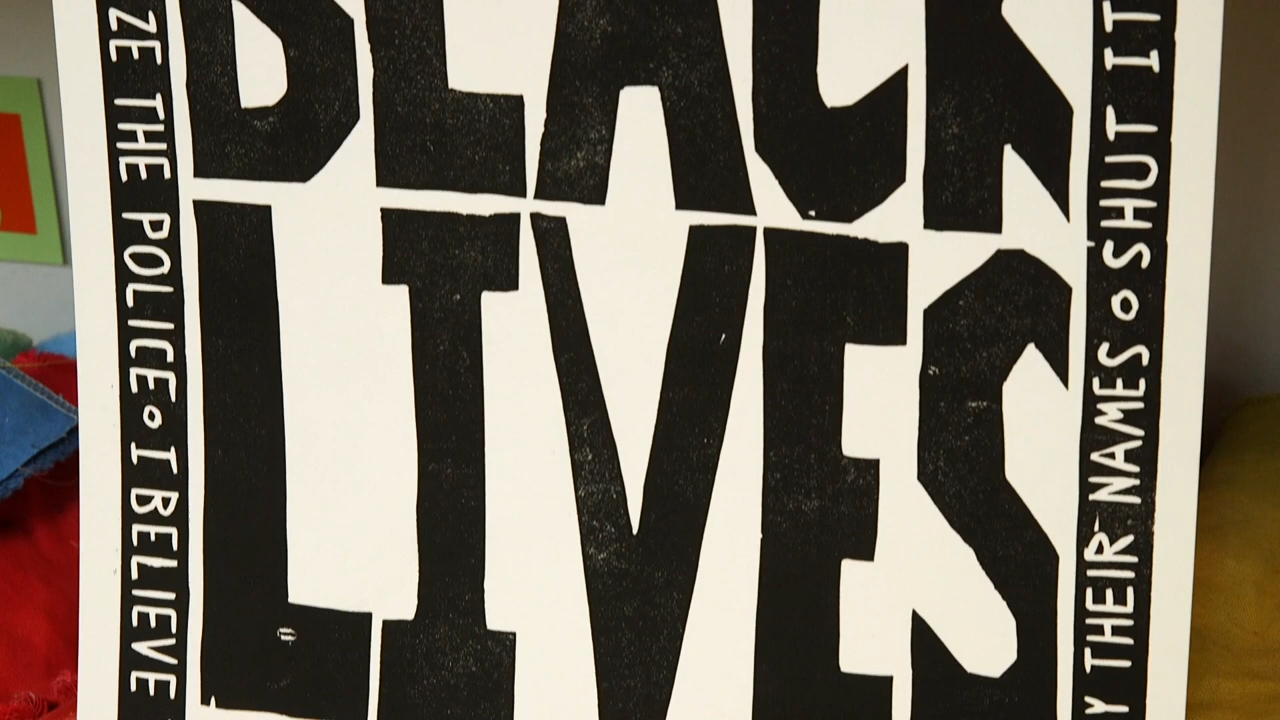 BLACK
LIVES
ZE THE POLICE o I BELIEVE
Y THEIR NAMES o SHUT IT